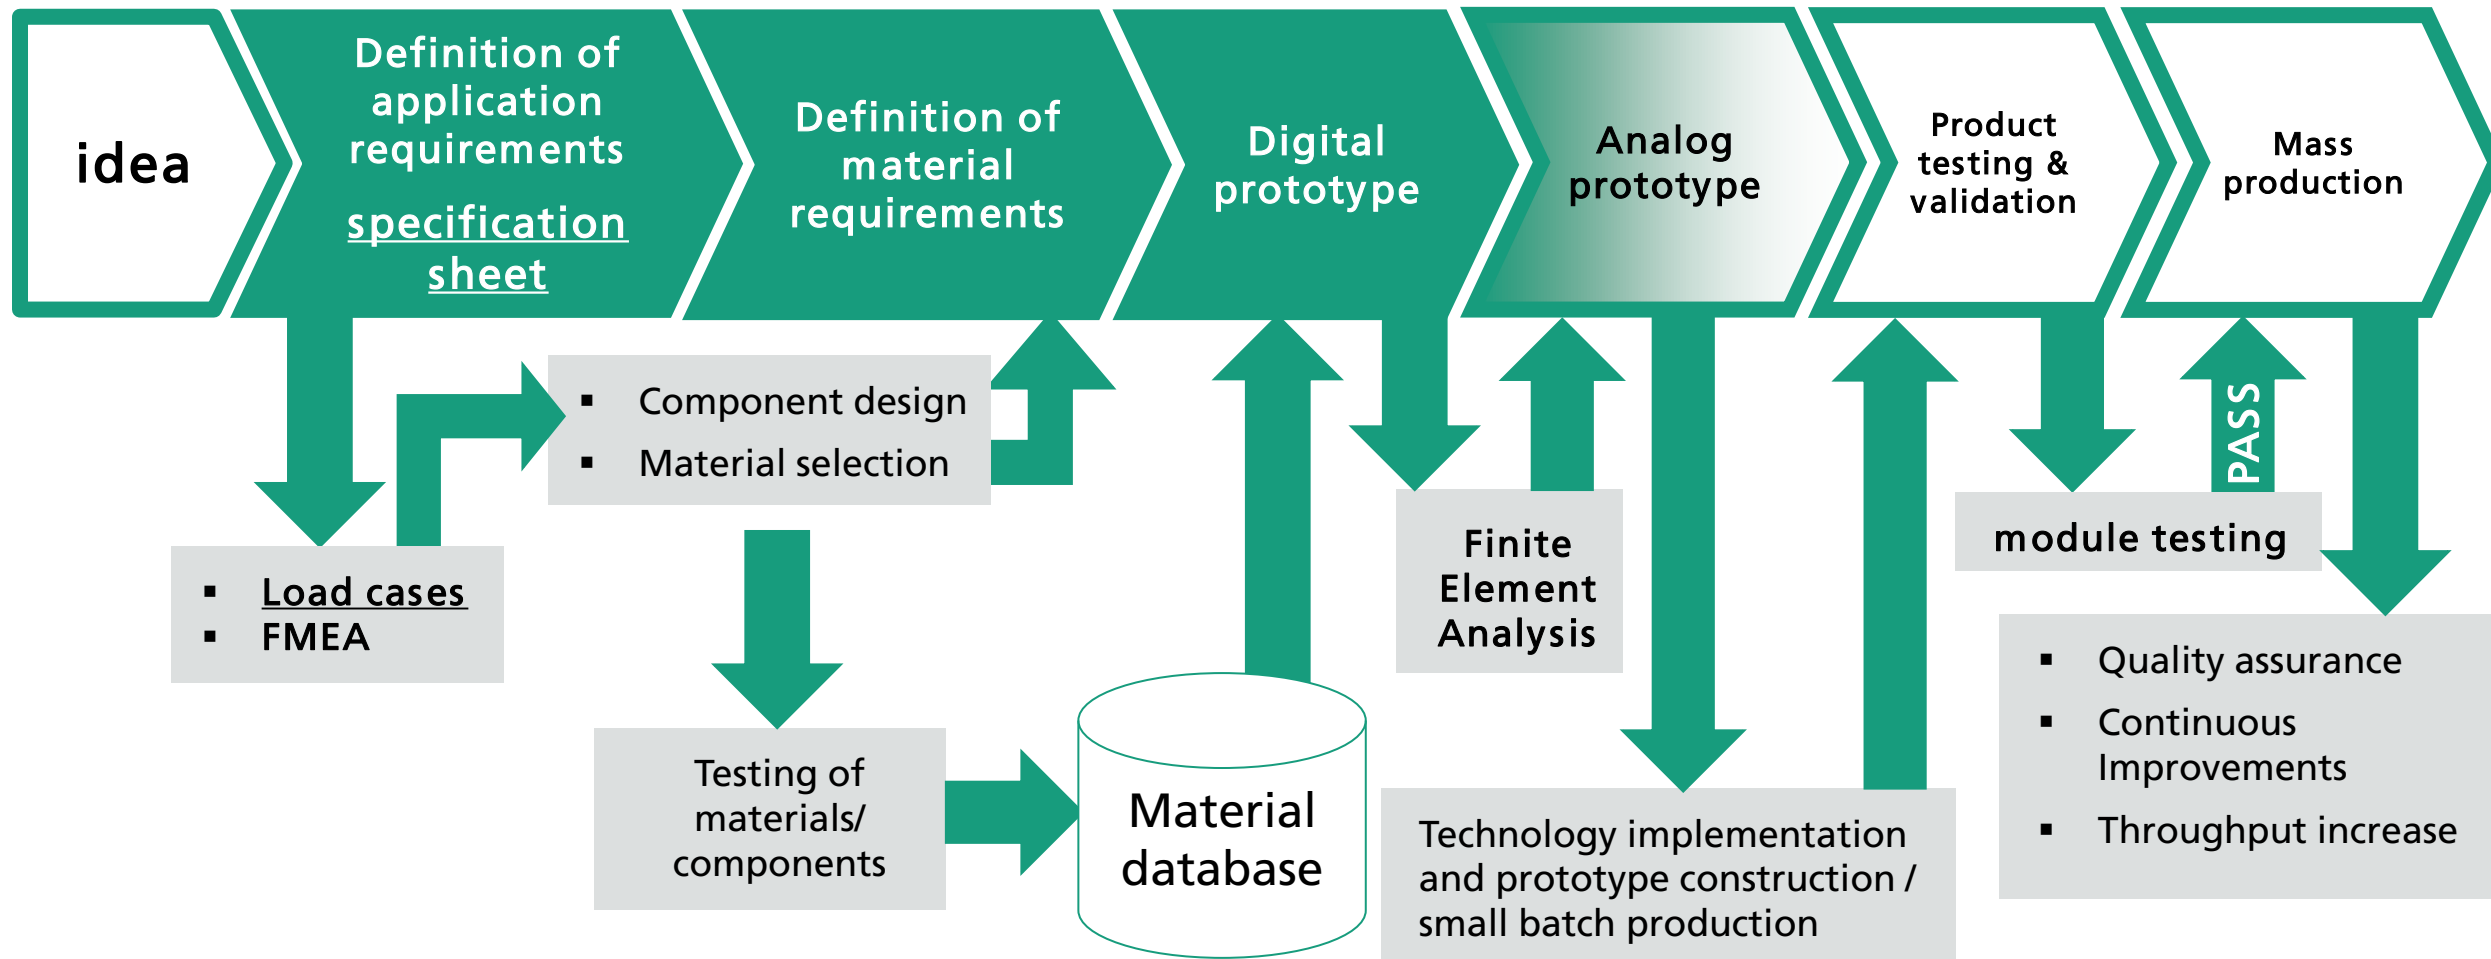 idea
Definition of
application
requirements
specification
sheet
Definition of
material
requirements
Digital
prototype
Analog
prototype
Product
testing &
validation
Mass
production
▪ Component design
▪ Material selection
PASS
▪ Load cases
▪ FMEA
Finite
Element
Analysis
module testing
Testing of
materials/
components
Material
database
Technology implementation
and prototype construction /
small batch production
▪ Quality assurance
▪ Continuous
Improvements
▪ Throughput increase